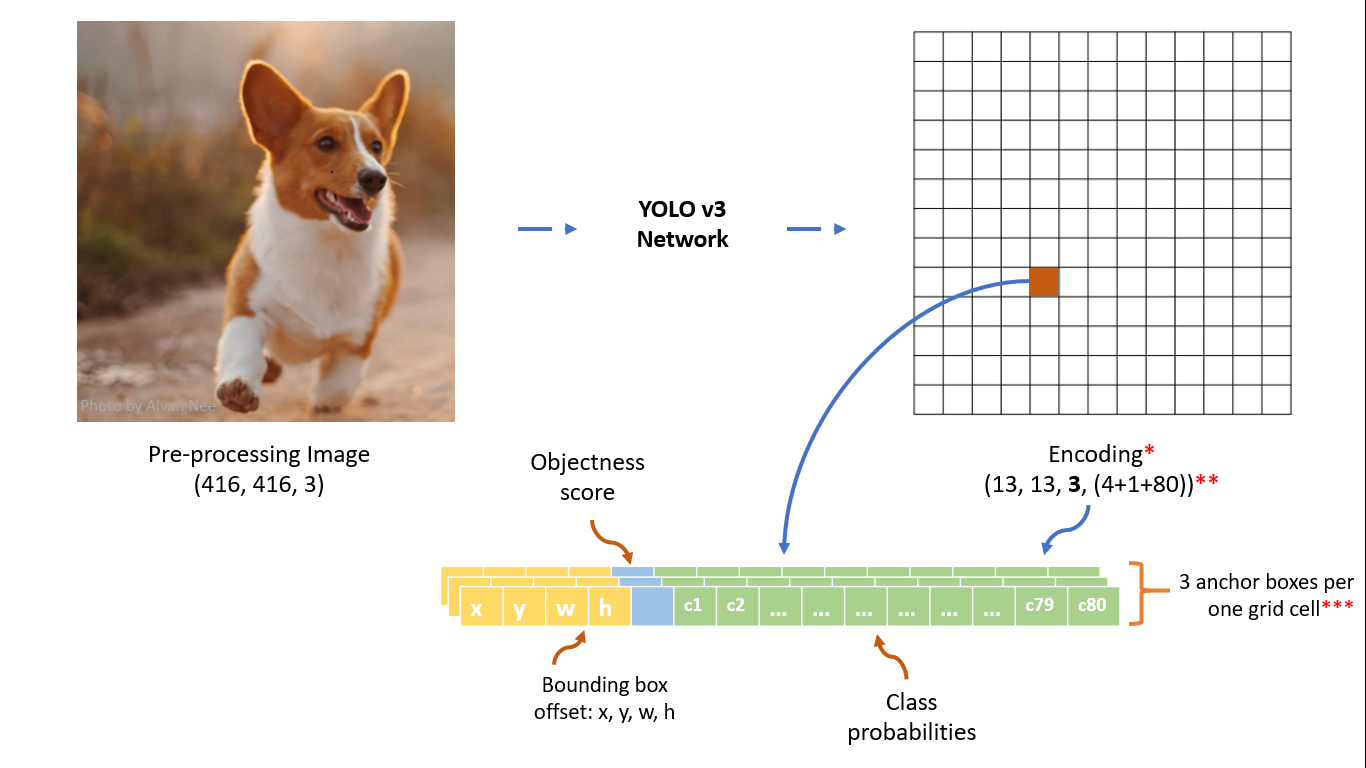 YOLO v3
Network
Photo by Alvan Nee
Pre-processing Image
(416, 416, 3)
Encoding*
(13, 13, 3, (4+1+80))**
Objectness
score
x y w h c1 c2 ... ... ... ... ... ... c79 c80
3 anchor boxes per
one grid cell***
Bounding box
offset: x, y, w, h
Class
probabilities